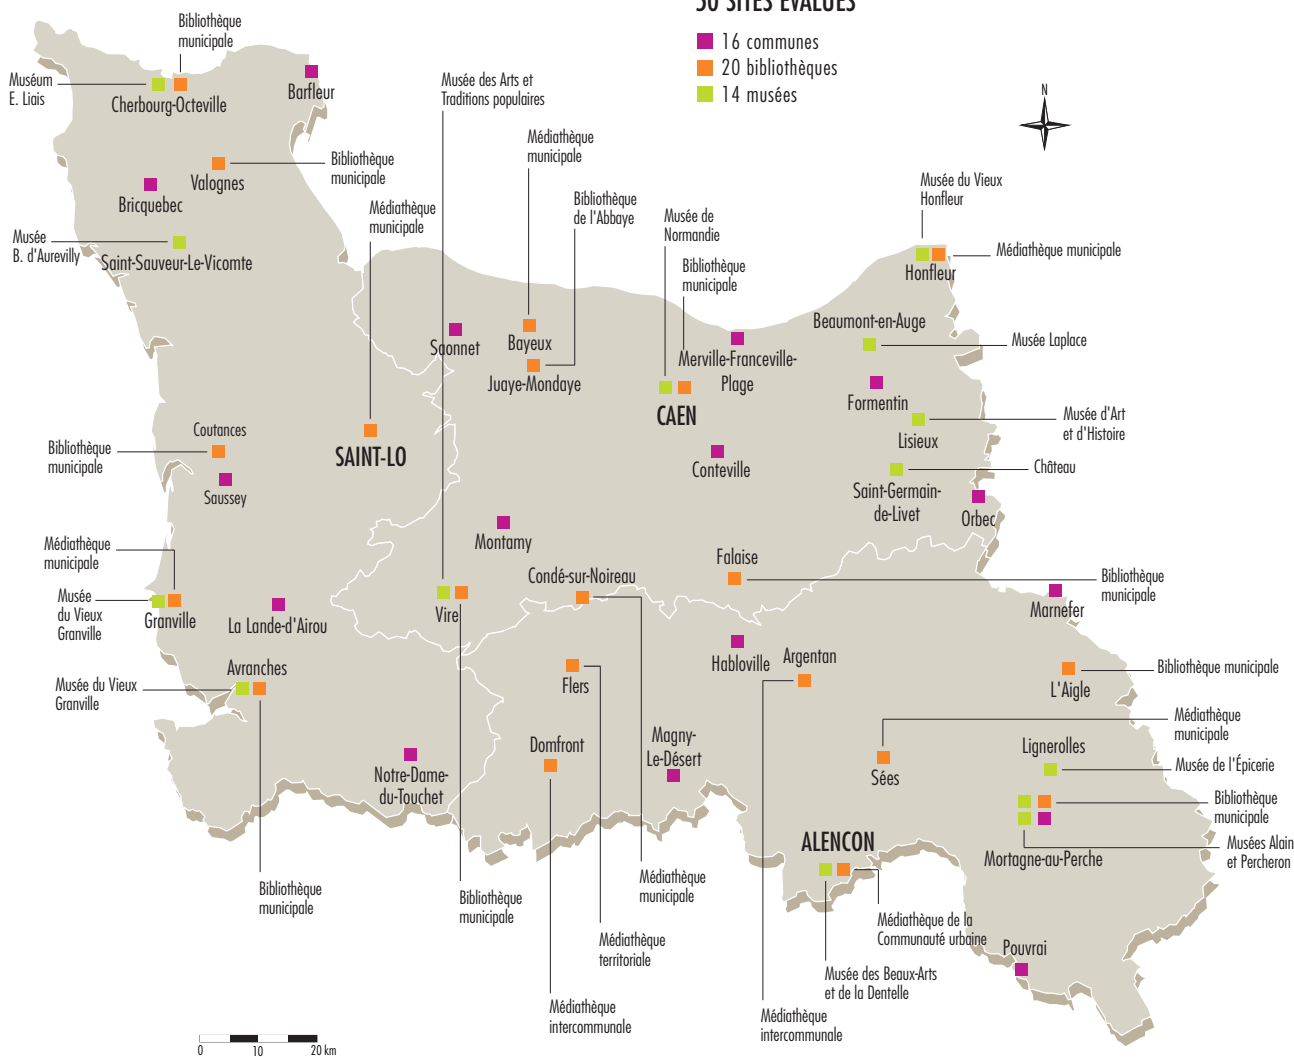 50 SITES ÉVALUÉS
16 communes
20 bibliothèques
14 musées
N
Bibliothèque
municipale
Muséum
E. Liais
Cherbourg-Octeville
Barfleur
Musée des Arts et
Traditions populaires
Valognes
Bibliothèque
municipale
Bricquebec
Médiathèque
municipale
Médiathèque
municipale
Bibliothèque
de l'Abbaye
Musée de
Normandie
Bibliothèque
municipale
Musée du Vieux
Honfleur
Médiathèque municipale
Honfleur
Musée
B. d'Aurevilly
Saint-Sauveur-Le-Vicomte
Saonnet
Bayeux
Juaye-Mondaye
Merville-Franceville-
Plage
Beaumont-en-Auge
Musée Laplace
CAEN
Formentin
Musée d'Art
et d'Histoire
Lisieux
Coutances
Bibliothèque
municipale
SAINT-LO
Saussey
Conteville
Château
Saint-Germain-
de-Livet
Orbec
Montamy
Médiathèque
municipale
Musée
du Vieux
Granville
Granville
La Lande-d'Airou
Vire
Condé-sur-Noireau
Falaise
Bibliothèque
municipale
Marnefer
Avranches
Musée du Vieux
Granville
Flers
Habloville
Argentan
L'Aigle
Bibliothèque municipale
Notre-Dame-
du-Touchet
Domfront
Magny-
Le-Désert
Sées
Médiathèque
municipale
Lignerolles
Musée de l'Épicerie
Bibliothèque
municipale
Musées Alain
et Percheron
Mortagne-au-Perche
ALENCON
Bibliothèque
municipale
Bibliothèque
municipale
Médiathèque
municipale
Médiathèque
territoriale
Médiathèque
intercommunale
Médiathèque de la
Communauté urbaine
Musée des Beaux-Arts
et de la Dentelle
Médiathèque
intercommunale
Pouvrai
0 10 20 km